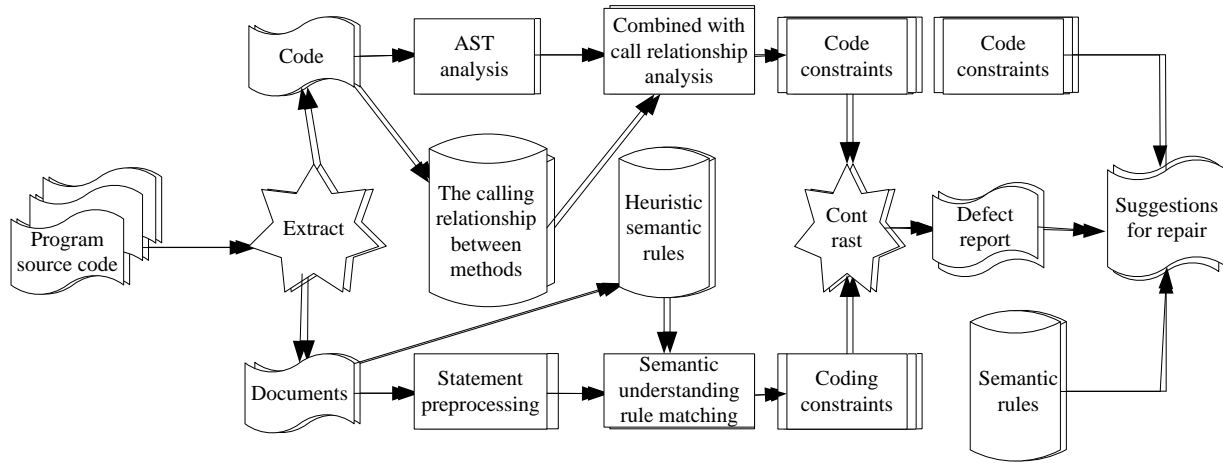 Code
AST
analysis
Combined with
call relationship
analysis
Code
constraints
Code
constraints
Program
source code
Extract
The calling
relationship
between
methods
Heuristic
semantic
rules
Cont
rast
Defect
report
Suggestions
for repair
Documents
Statement
preprocessing
Semantic
understanding
rule matching
Coding
constraints
Semantic
rules